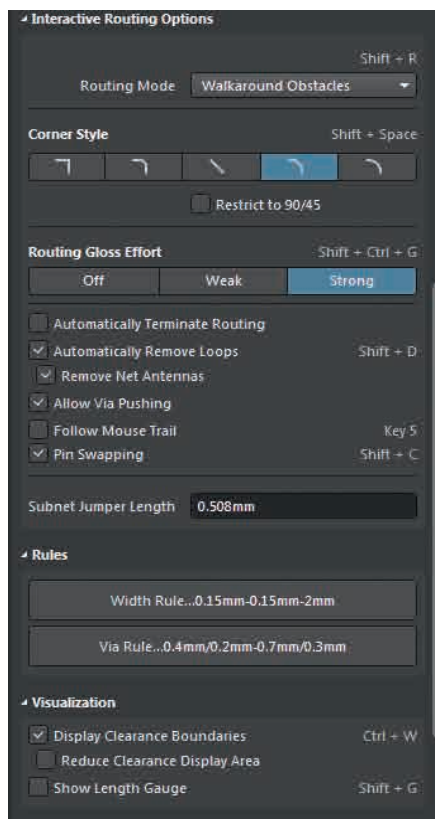 Interactive Routing Options
Shift + R
Routing Mode Walkaround Obstacles
Corner Style Shift + Space
Restrict to 90/45
Routing Gloss Effort Shift + Ctrl + G
Off Weak Strong
Automatically Terminate Routing
Automatically Remove Loops Shift + D
Remove Net Antennas
Allow Via Pushing
Follow Mouse Trail Key 5
Pin Swapping Shift + C
Subnet Jumper Length 0.508mm
Rules
Width Rule...0.15mm-0.15mm-2mm
Via Rule...0.4mm/0.2mm-0.7mm/0.3mm
Visualization
Display Clearance Boundaries Ctrl + W
Reduce Clearance Display Area
Show Length Gauge Shift + G